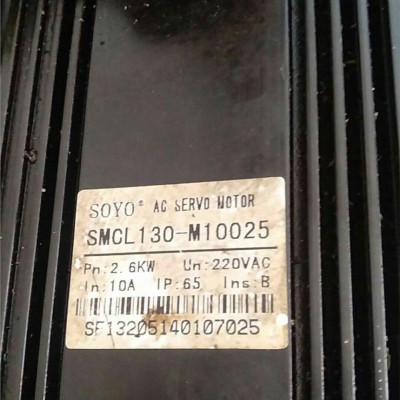 SOYO® AC SERVO MOTOR
SMCL130-M10025
Pn:2.6KW Un:220VAC
In:10A IP:65 Ins:B
SF13205140107025